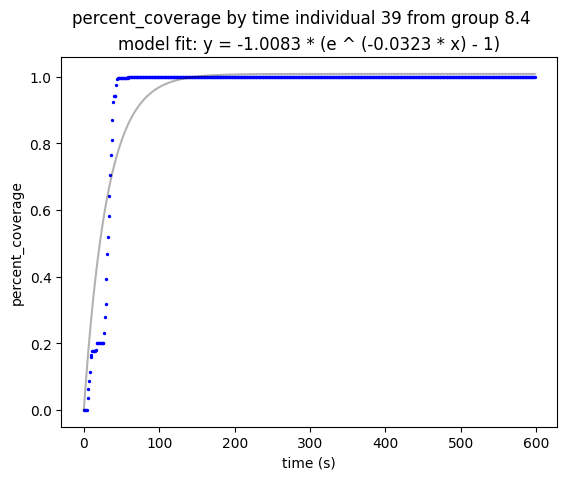 percent_coverage by time individual 39 from group 8.4
model fit: y = -1.0083 * (e ^ (-0.0323 * x) - 1)
1.0
0.8
0.6
0.4
0.2
0.0
percent_coverage
0 100 200 300 400 500 600
time (s)